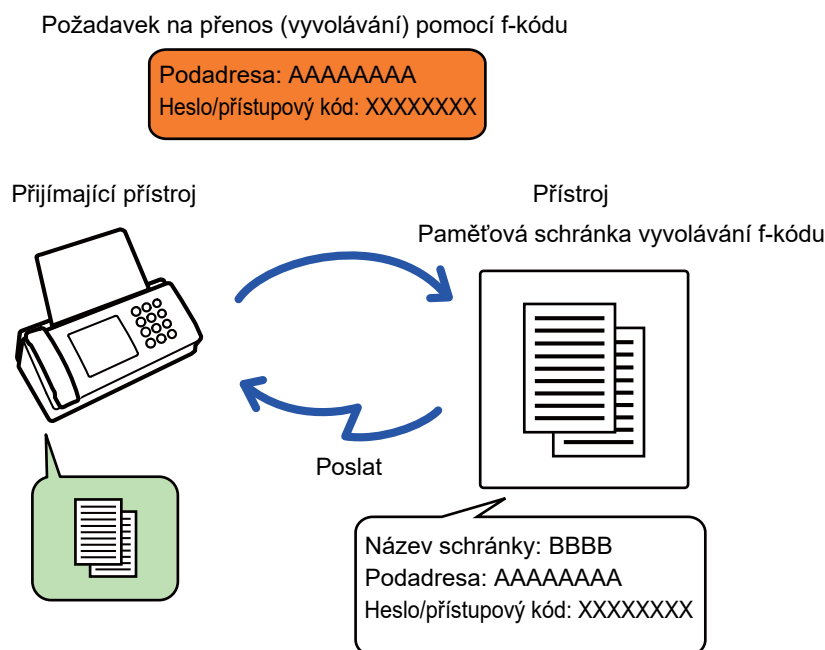 Požadavek na přenos (vyvolávání) pomocí f-kódu
Podadresa: AAAAAAAA
Heslo/přístupový kód: XXXXXXXX
Přijímající přístroj
Přístroj
Paměťová schránka vyvolávání f-kódu
Poslat
Název schránky: BBBB
Podadresa: AAAAAAAA
Heslo/přístupový kód: XXXXXXXX